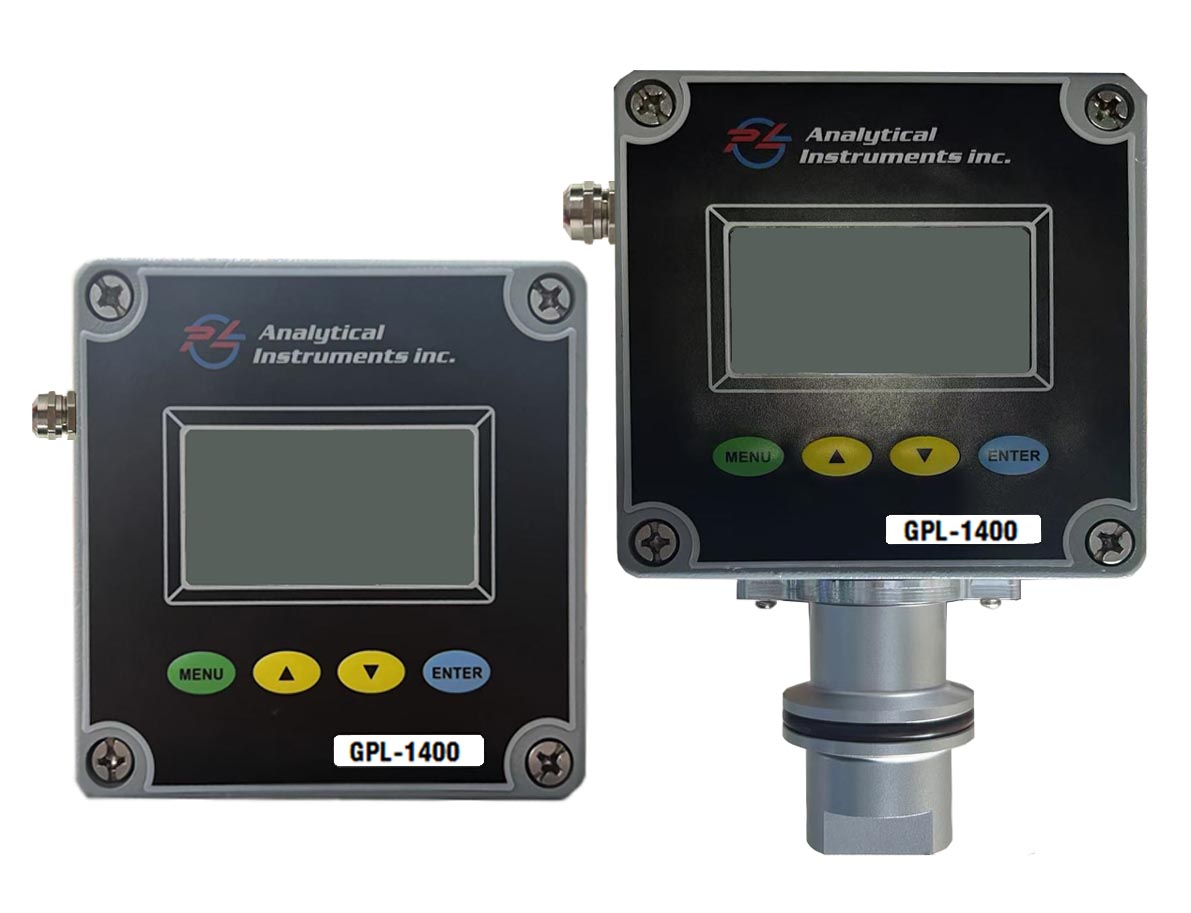 Analytical
Instruments inc.
MENU ▲ ▼ ENTER
GPL-1400
Analytical
Instruments inc.
MENU ▲ ▼ ENTER
GPL-1400